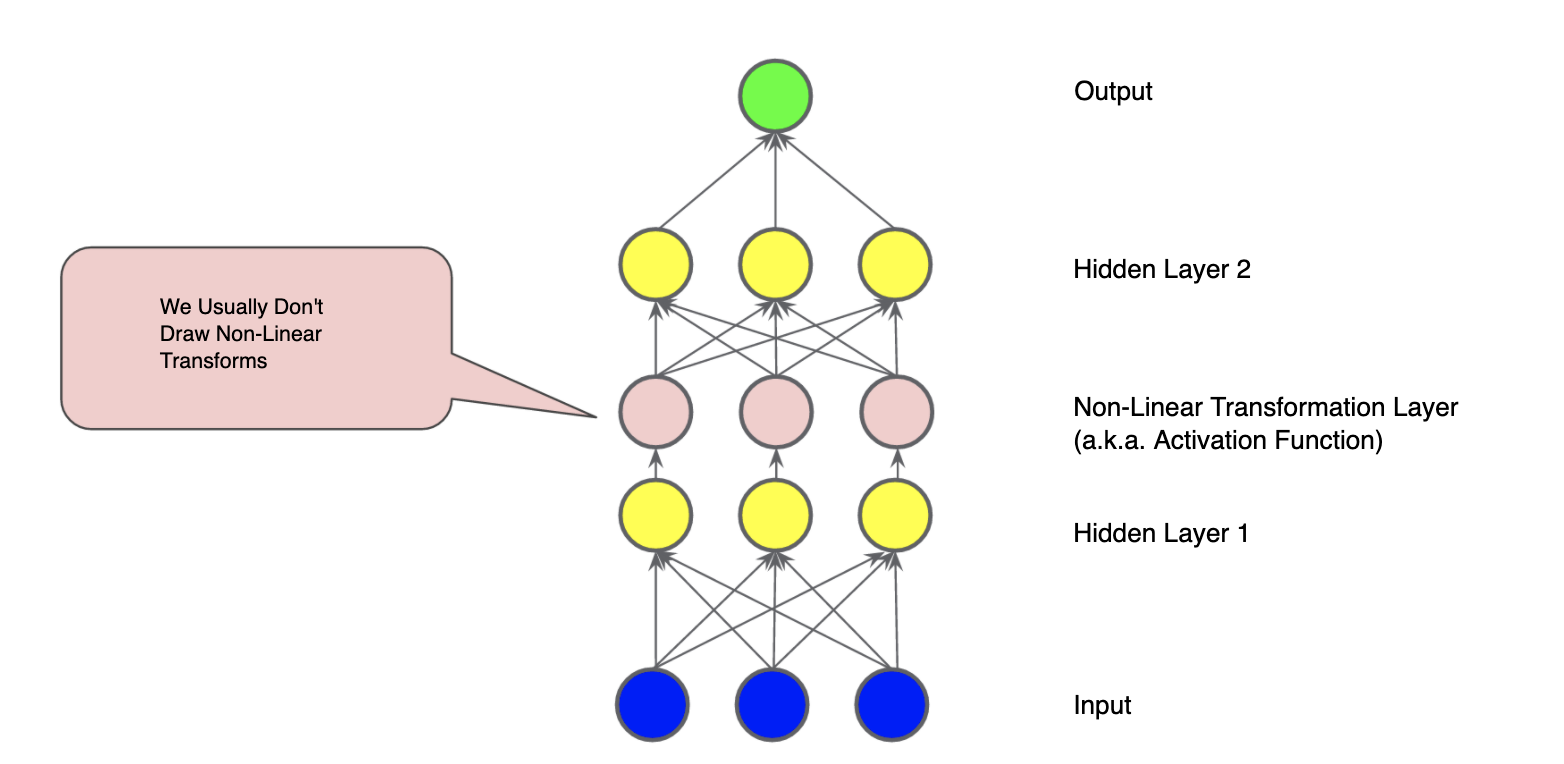 Output
Hidden Layer 2
We Usually Don't
Draw Non-Linear
Transforms
Non-Linear Transformation Layer
(a.k.a. Activation Function)
Hidden Layer 1
Input